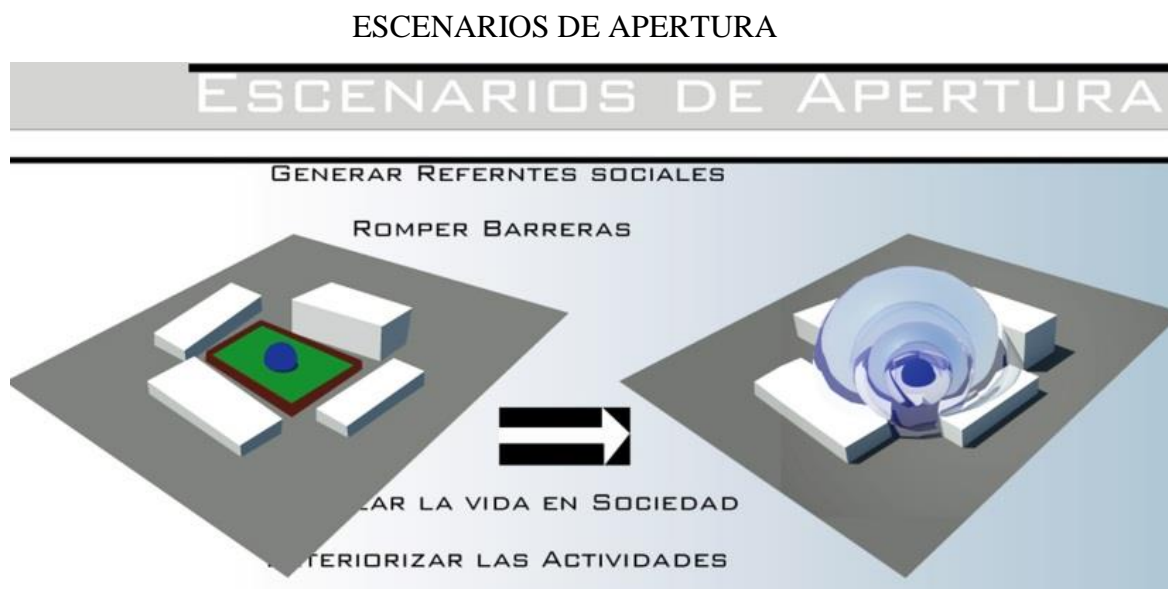 ESCENARIOS DE APERTURA
ESCENARIOS DE APERTURA
GENERAR REFERNTES SOCIALES
ROMPER BARRERAS
LA VIDA EN SOCIEDAD
LAS ACTIVIDADES